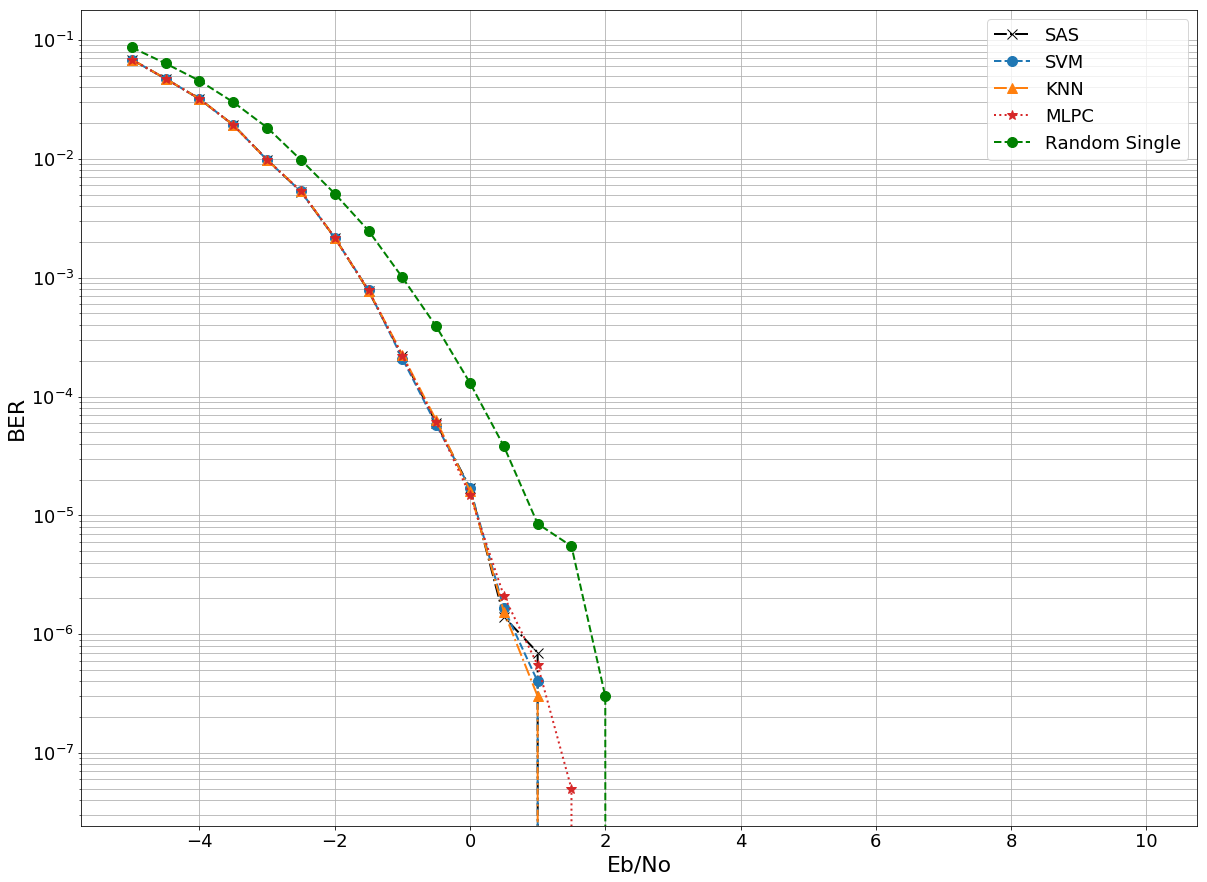 SAS
SVM
KNN
MLPC
Random Single
10⁻¹
10⁻²
10⁻³
10⁻⁴
10⁻⁵
10⁻⁶
10⁻⁷
BER
−4 −2 0 2 4 6 8 10
Eb/No